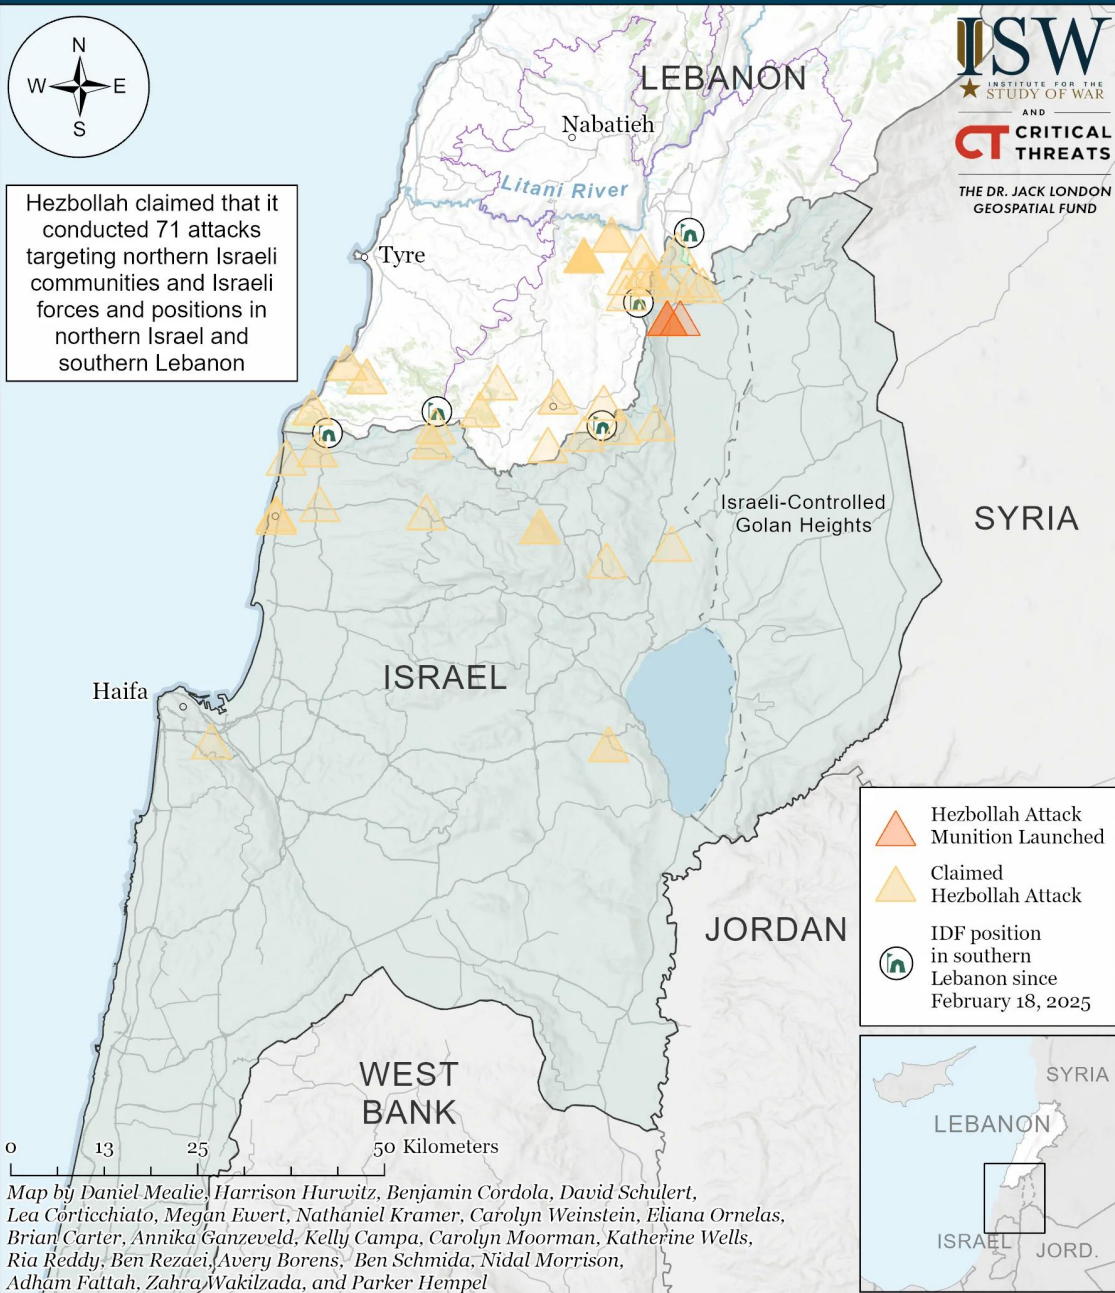 N
W
E
S
LEBANON
ISW
INSTITUTE FOR THE
STUDY OF WAR
AND
CT CRITICAL
THREATS
THE DR. JACK LONDON
GEOSPATIAL FUND
Nabatieh
Litani River
Hezbollah claimed that it
conducted 71 attacks
targeting northern Israeli
communities and Israeli
forces and positions in
northern Israel and
southern Lebanon
Tyre
Israeli-Controlled
Golan Heights
SYRIA
ISRAEL
Haifa
Hezbollah Attack
Munition Launched
Claimed
Hezbollah Attack
IDF position
in southern
Lebanon since
February 18, 2025
JORDAN
WEST
BANK
0 13 25 50 Kilometers
Map by Daniel Mealie, Harrison Hurwitz, Benjamin Cordola, David Schulert,
Lea Corticchiato, Megan Ewert, Nathaniel Kramer, Carolyn Weinstein, Eliana Ornelas,
Brian Carter, Annika Ganzeveld, Kelly Campa, Carolyn Moorman, Katherine Wells,
Ria Reddy, Ben Rezaei, Avery Borens, Ben Schmida, Nidal Morrison,
Adham Fattah, Zahra Wakilzada, and Parker Hempel
SYRIA
LEBANON
ISRAEL
JORD.